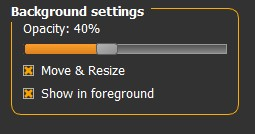 Background settings
Opacity: 40%
Move & Resize
Show in foreground